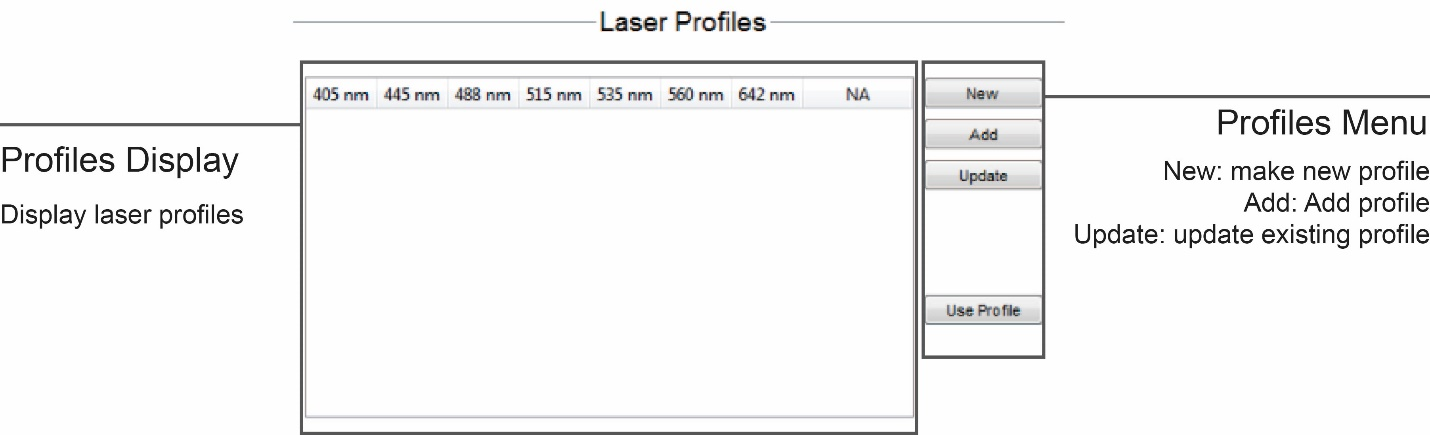 Laser Profiles
405 nm 445 nm 488 nm 515 nm 535 nm 560 nm 642 nm NA
New
Add
Update
Use Profile
Profiles Display
Display laser profiles
Profiles Menu
New: make new profile
Add: Add profile
Update: update existing profile